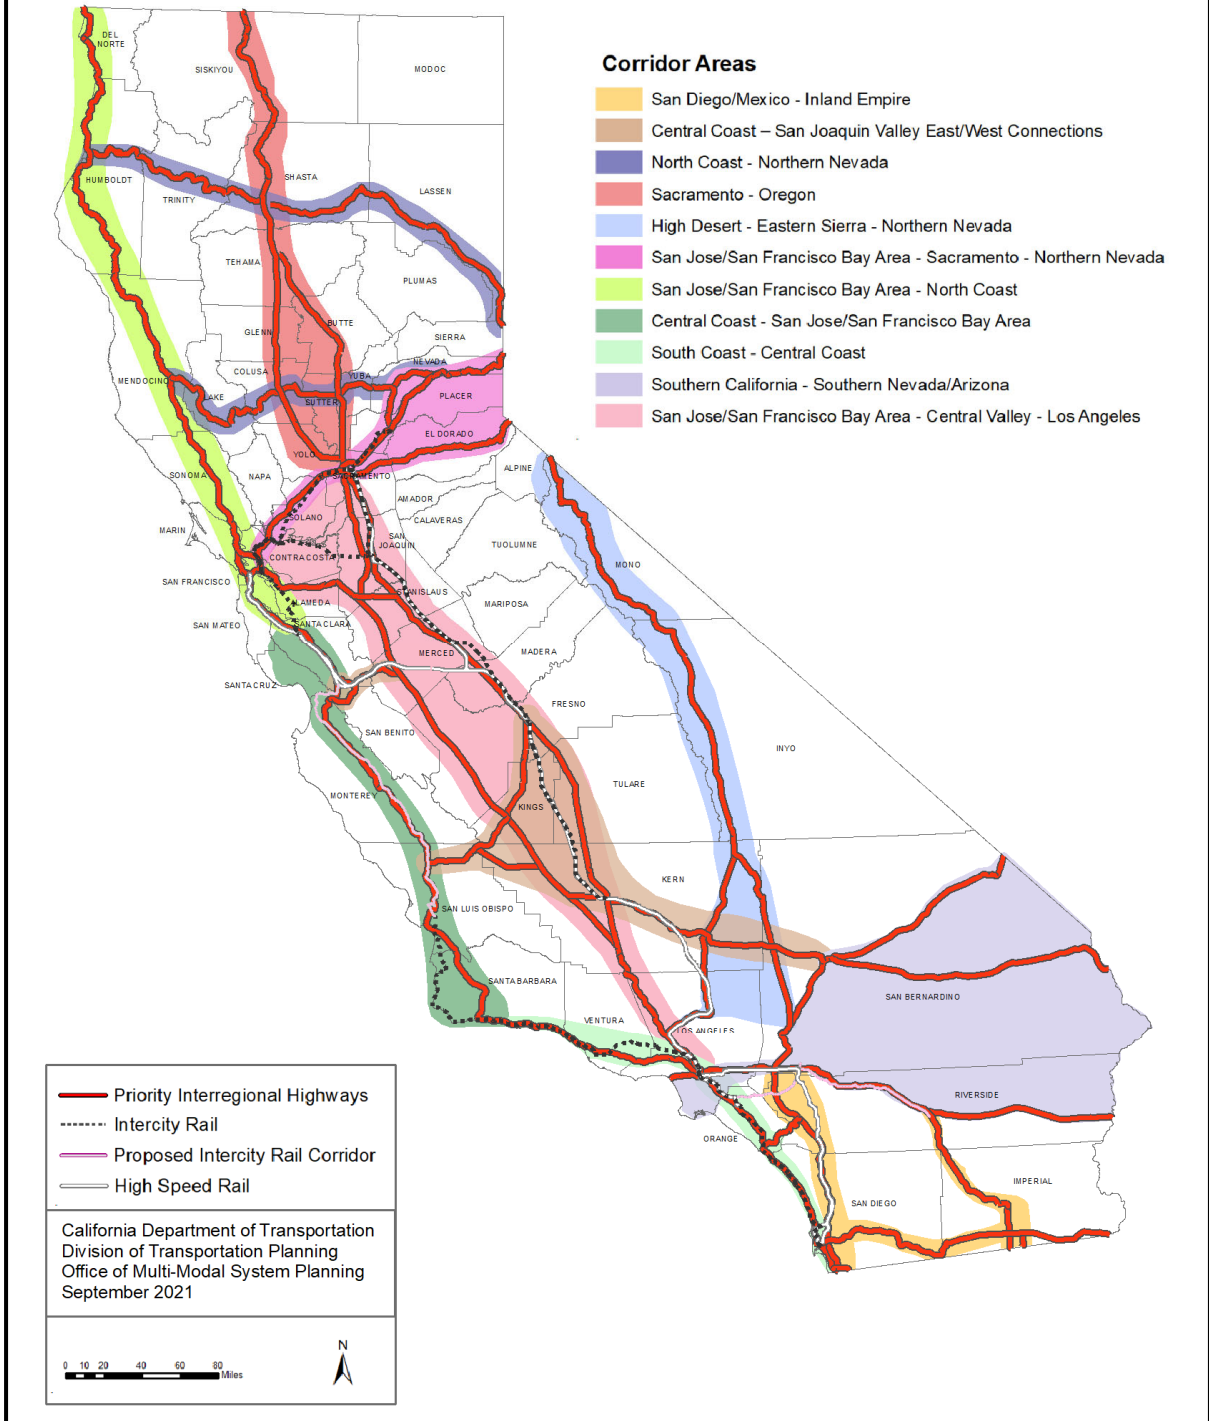 Corridor Areas
San Diego/Mexico - Inland Empire
Central Coast – San Joaquin Valley East/West Connections
North Coast - Northern Nevada
Sacramento - Oregon
High Desert - Eastern Sierra - Northern Nevada
San Jose/San Francisco Bay Area - Sacramento - Northern Nevada
San Jose/San Francisco Bay Area - North Coast
Central Coast - San Jose/San Francisco Bay Area
South Coast - Central Coast
Southern California - Southern Nevada/Arizona
San Jose/San Francisco Bay Area - Central Valley - Los Angeles
DEL
NORTE
SISKIYOU
MODOC
HUMBOLDT
TRINITY
SHASTA
LASSEN
TEHAMA
PLUMAS
GLENN
BUTTE
SIERRA
MENDOCINO
LAKE
COLUSA
SUTTER
YUBA
NEVADA
PLACER
EL DORADO
YOLO
SONOMA
NAPA
SACRAMENTO
ALPINE
AMADOR
CALAVERAS
SOLANO
MARIN
CONTRA COSTA
SAN
JOAQUIN
TUOLUMNE
MONO
SAN FRANCISCO
ALAMEDA
STANISLAUS
MARIPOSA
SAN MATEO
SANTA CLARA
MERCED
MADERA
SANTA CRUZ
FRESNO
SAN BENITO
INYO
MONTEREY
KINGS
TULARE
KERN
SAN LUIS OBISPO
SANTA BARBARA
SAN BERNARDINO
VENTURA
LOS ANGELES
RIVERSIDE
ORANGE
IMPERIAL
SAN DIEGO
Priority Interregional Highways
Intercity Rail
Proposed Intercity Rail Corridor
High Speed Rail
California Department of Transportation
Division of Transportation Planning
Office of Multi-Modal System Planning
September 2021
N
0 10 20 40 60 80
Miles